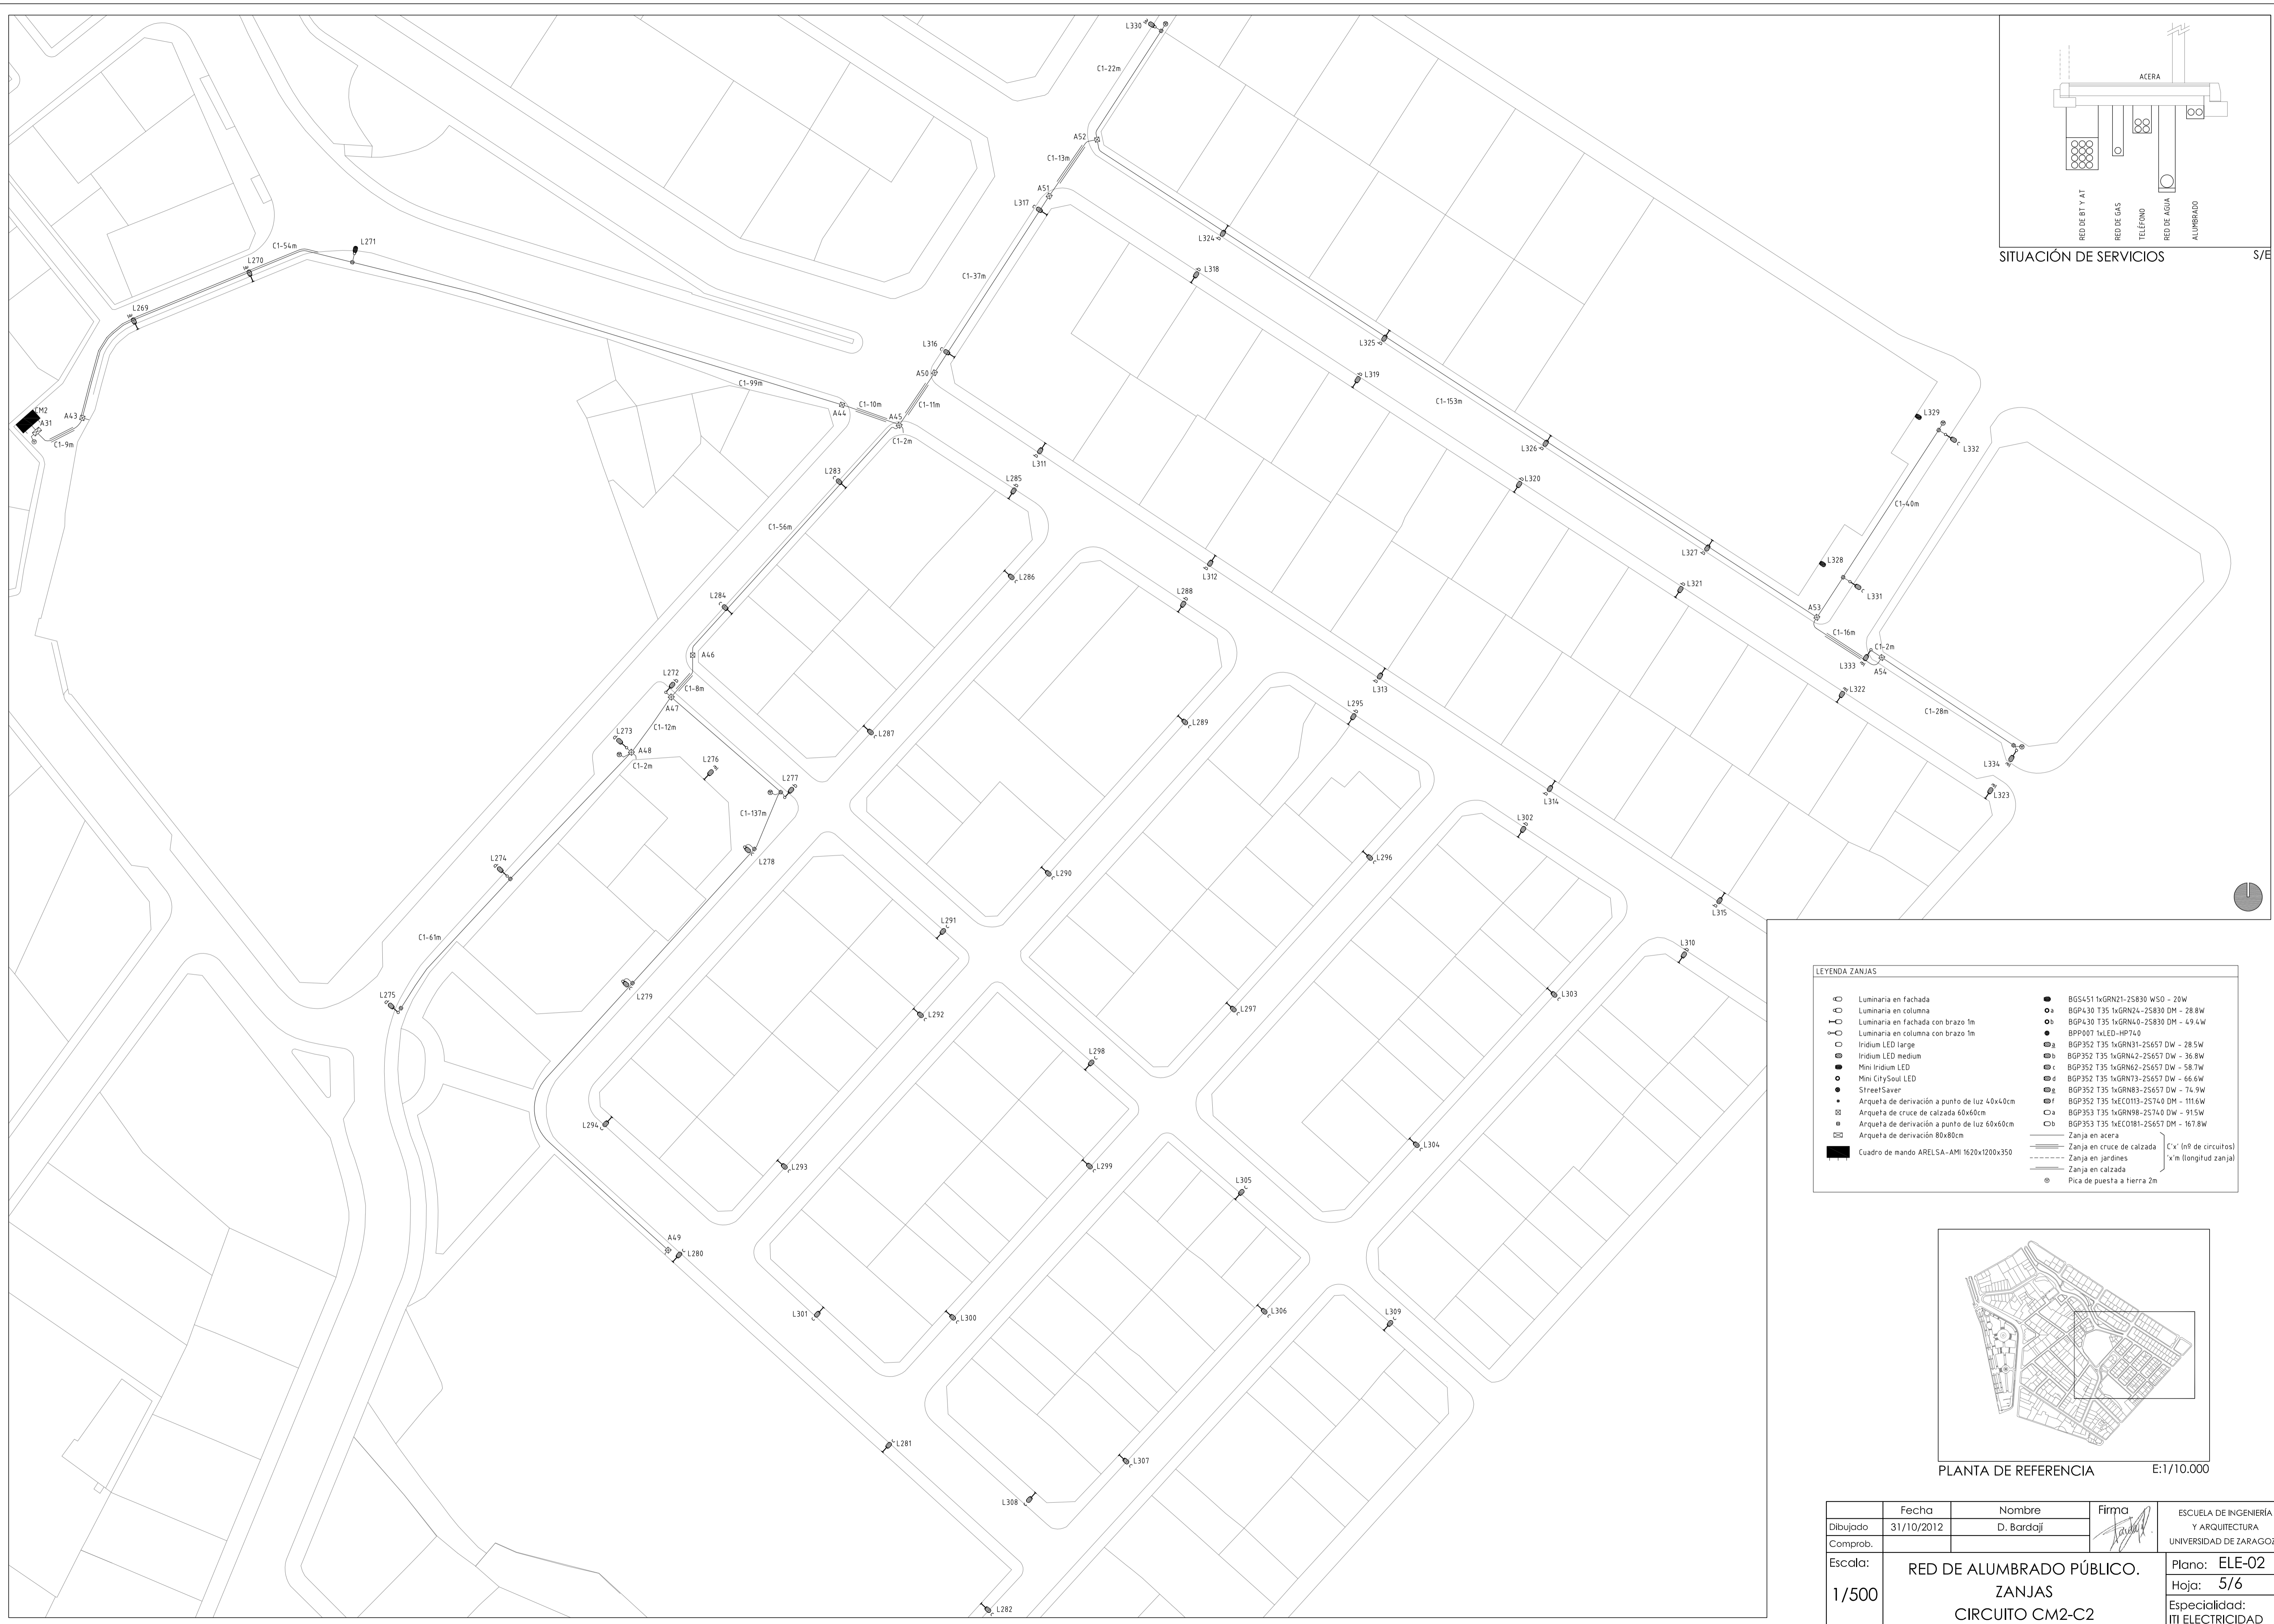 L330
C1-22m
A52
C1-13m
A51
L317
C1-37m
L316
A50
C1-11m
L324
L318
L325
L319
C1-153m
L326
L320
L327
L321
L329
L332
C1-40m
L328
L331
A53
C1-16m
C1-2m
L333
A54
L322
C1-28m
L334
L323
C1-54m
L271
L270
L269
CM2
A43
A31
C1-9m
C1-99m
A44
C1-10m
A45
C1-2m
L283
L285
L311
C1-56m
L286
L312
L284
L288
A46
L272
C1-8m
A47
C1-12m
L273
A48
C1-2m
L287
L289
L313
L295
L276
L277
C1-137m
L278
L274
L290
L314
L302
L296
L315
L291
L310
C1-61m
L275
L279
L292
L297
L303
L298
L294
L293
L299
L304
L305
A49
L280
L301
L300
L306
L309
L281
L307
L308
L282
ACERA
RED DE BT Y AT
RED DE GAS
TELÉFONO
RED DE AGUA
ALUMBRADO
SITUACIÓN DE SERVICIOS S/E
LEYENDA ZANJAS
Luminaria en fachada
Luminaria en columna
Luminaria en fachada con brazo 1m
Luminaria en columna con brazo 1m
Iridium LED large
Iridium LED medium
Mini Iridium LED
Mini CitySoul LED
StreetSaver
Arqueta de derivación a punto de luz 40x40cm
Arqueta de cruce de calzada 60x60cm
Arqueta de derivación a punto de luz 60x60cm
Arqueta de derivación 80x80cm
Cuadro de mando ARELSA-AMI 1620x1200x350
BGS451 1xGRN21-2S830 WSO - 20W
a BGP430 T35 1xGRN24-2S830 DM - 28.8W
b BGP430 T35 1xGRN40-2S830 DM - 49.4W
BPP007 1xLED-HP740
a BGP352 T35 1xGRN31-2S657 DW - 28.5W
b BGP352 T35 1xGRN42-2S657 DW - 36.8W
c BGP352 T35 1xGRN62-2S657 DW - 58.7W
d BGP352 T35 1xGRN73-2S657 DW - 66.6W
e BGP352 T35 1xGRN83-2S657 DW - 74.9W
f BGP352 T35 1xECO113-2S740 DM - 111.6W
a BGP353 T35 1xGRN98-2S740 DW - 91.5W
b BGP353 T35 1xECO181-2S657 DM - 167.8W
Zanja en acera
Zanja en cruce de calzada
Zanja en jardines
Zanja en calzada
C'x' (nº de circuitos)
'x'm (longitud zanja)
Pica de puesta a tierra 2m
PLANTA DE REFERENCIA E:1/10.000
Fecha Nombre Firma
Dibujado 31/10/2012 D. Bardají
Comprob.
ESCUELA DE INGENIERÍA
Y ARQUITECTURA
UNIVERSIDAD DE ZARAGOZ
Escala:
1/500
RED DE ALUMBRADO PÚBLICO.
ZANJAS
CIRCUITO CM2-C2
Plano: ELE-02
Hoja: 5/6
Especialidad:
ITI ELECTRICIDAD